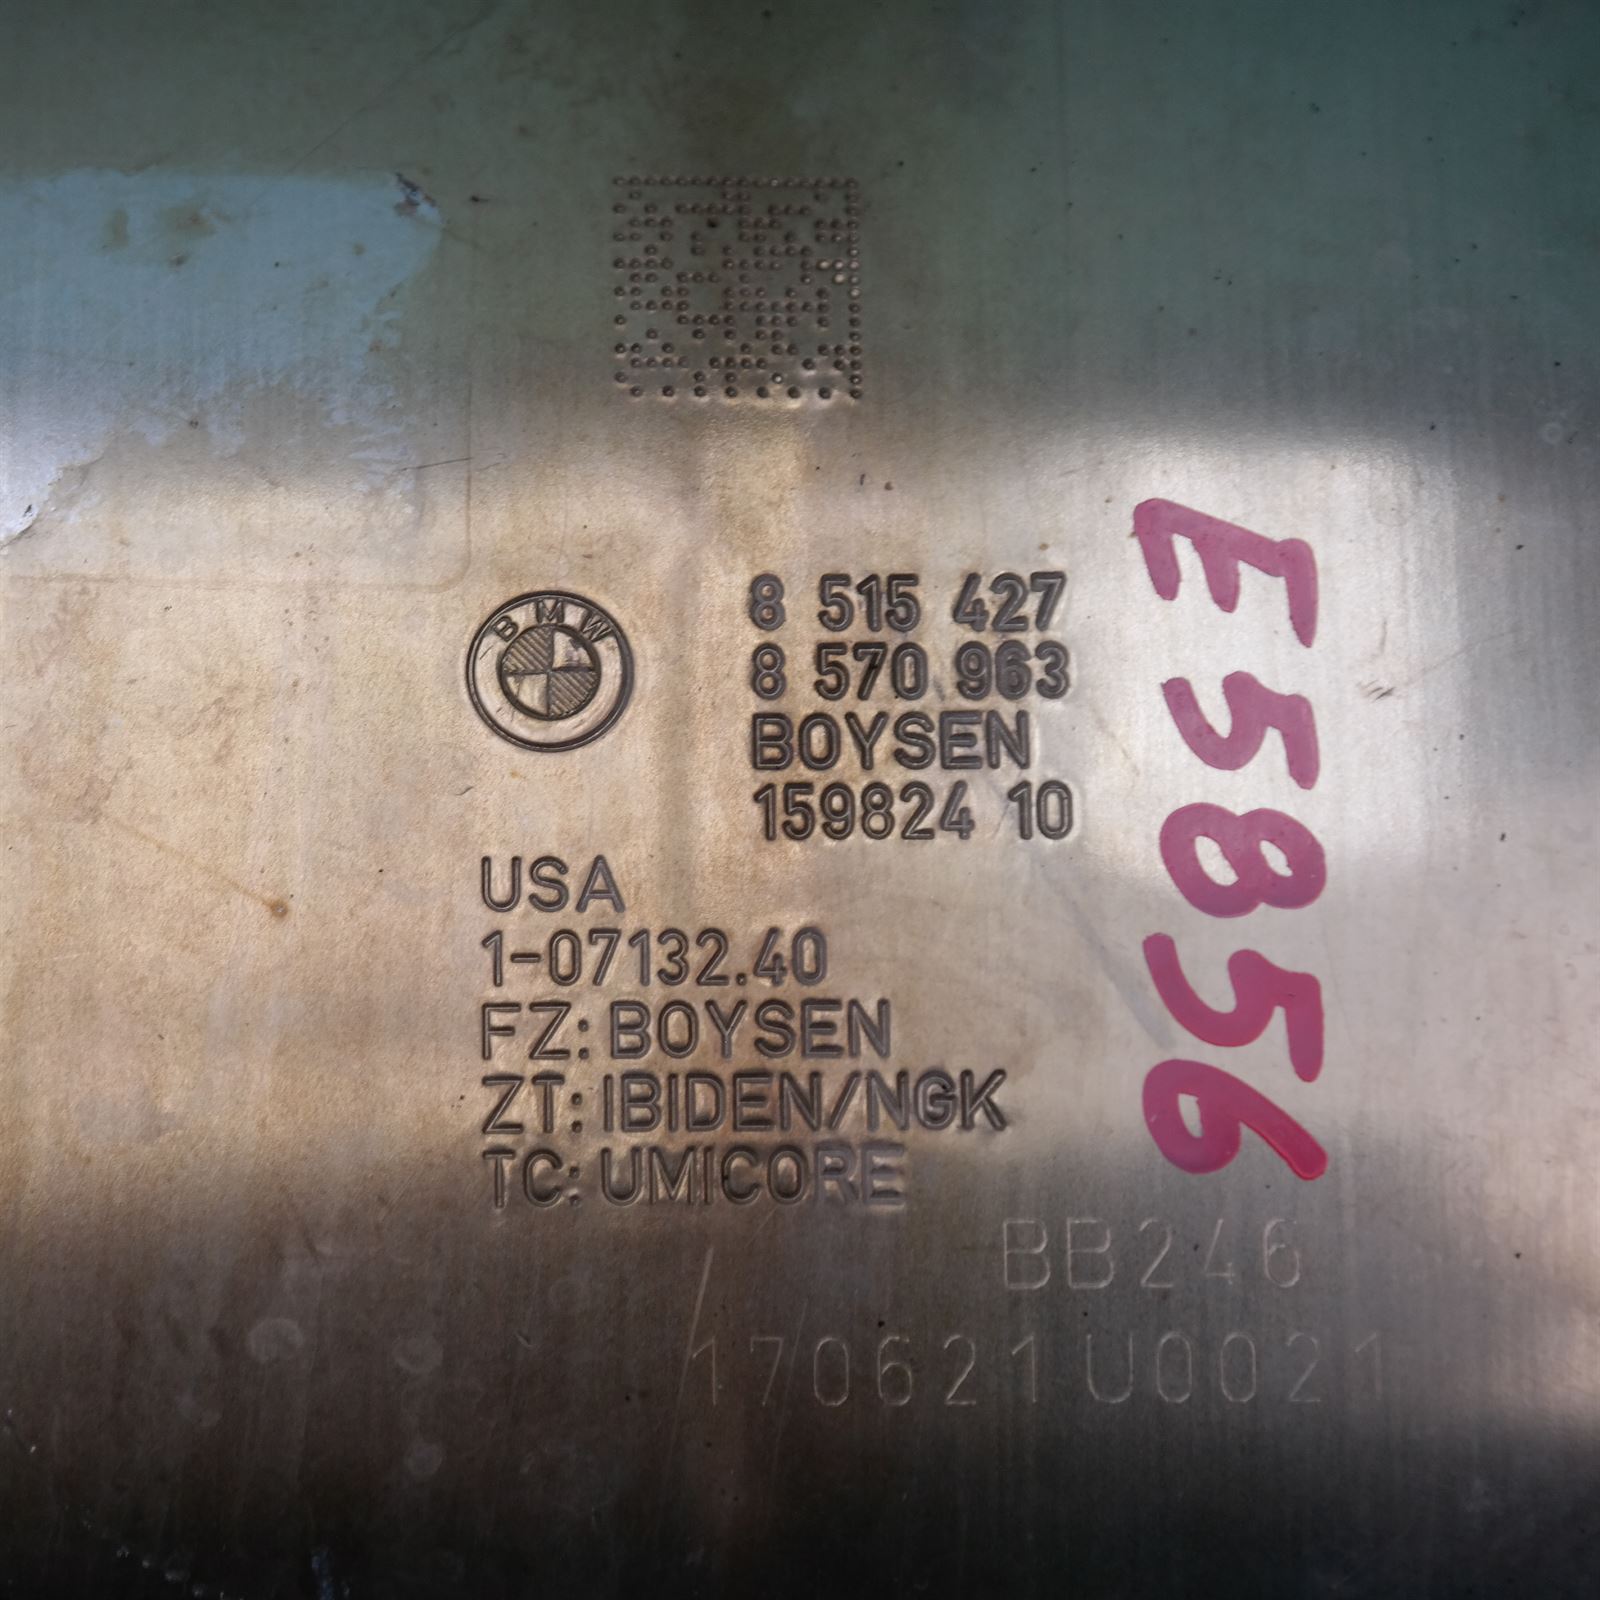 BMW
8 515 427
8 570 963
BOYSEN
159824 10
USA
1-07132.40
FZ: BOYSEN
ZT: IBIDEN/NGK
TC: UMICORE
E5856
BB246
170621U0021